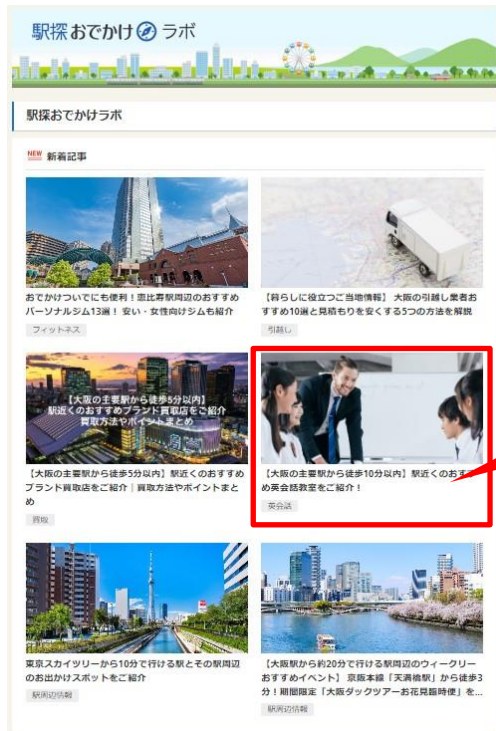 駅探 おでかけ ラボ
駅探おでかけラボ
NEW 新着記事
おでかけついでにも便利！恵比寿駅周辺のおすすめ
パーソナルジム13選！ 安い・女性向けジムも紹介
フィットネス
【暮らしに役立つご当地情報】 大阪の引越し業者お
すすめ10選と見積もりを安くする5つの方法を解説
引越し
【大阪の主要駅から徒歩5分以内】
駅近くのおすすめブランド買取店をご紹介
買取方法やポイントまとめ
【大阪の主要駅から徒歩5分以内】駅近くのおすすめ
ブランド買取店をご紹介｜買取方法やポイントまと
め
買取
【大阪の主要駅から徒歩10分以内】駅近くのおすす
め英会話教室をご紹介！
英会話
東京スカイツリーから10分で行ける駅とその駅周辺
のお出かけスポットをご紹介
駅周辺情報
【大阪駅から約20分で行ける駅周辺のウィークリー
おすすめイベント】 京阪本線「天満橋駅」から徒歩3
分！期間限定「大阪ダックツアーお花見臨時便」を...
駅周辺情報